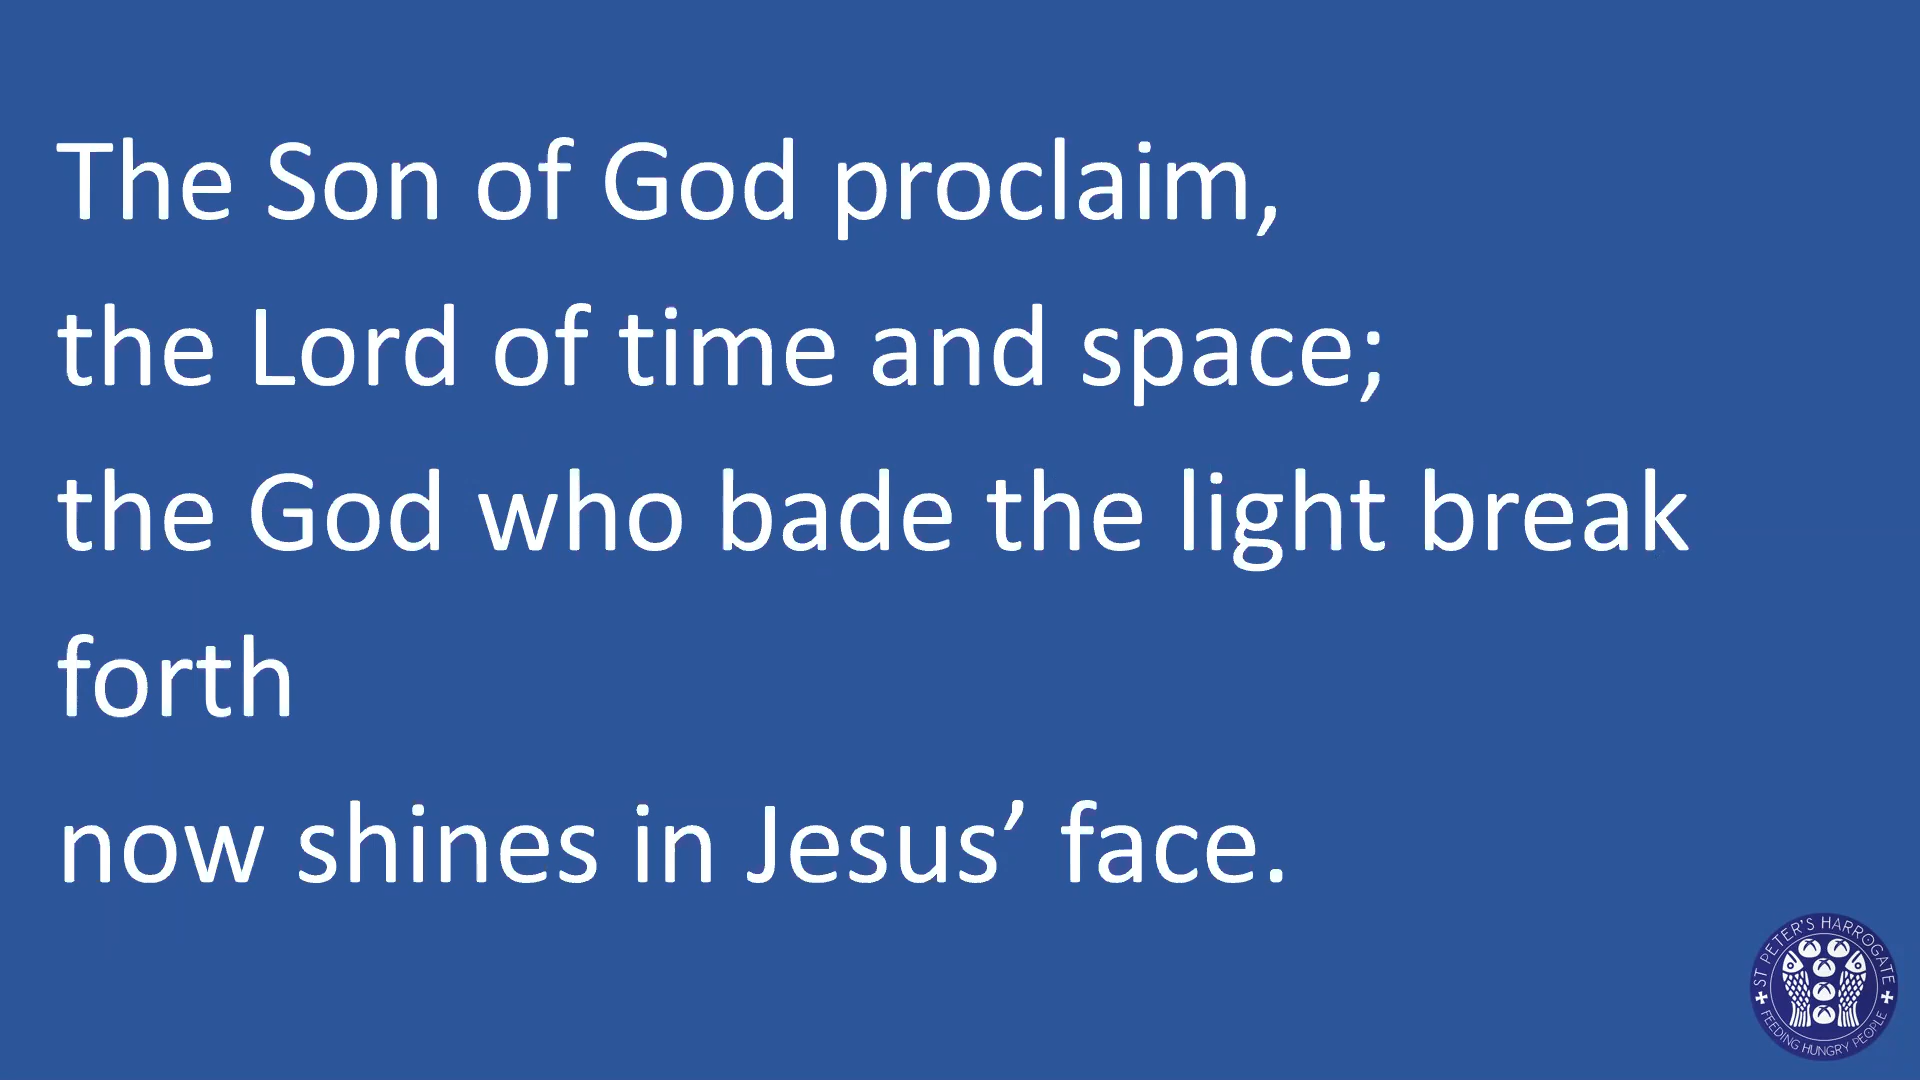 The Son of God proclaim,
the Lord of time and space;
the God who bade the light break
forth
now shines in Jesus’ face.
ST PETER'S HARROGATE
FEEDING HUNGRY PEOPLE